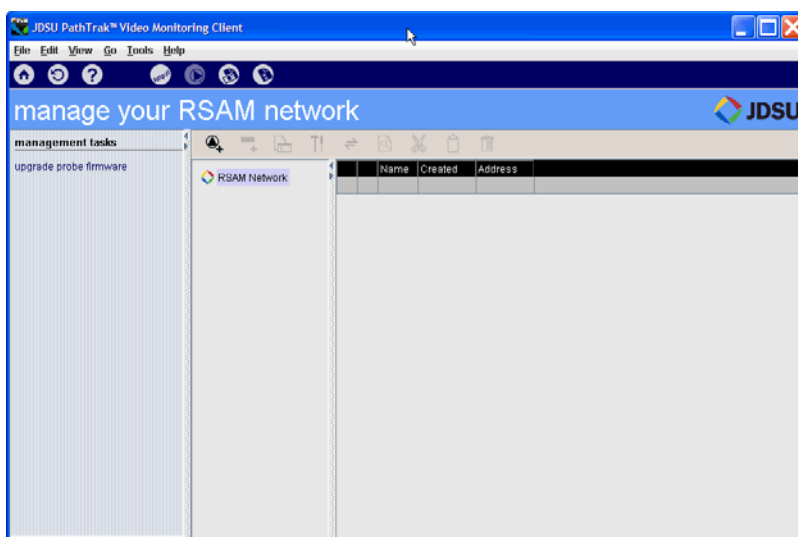 JDSU PathTrak™ Video Monitoring Client
File Edit View Go Tools Help
manage your RSAM network
JDSU
management tasks
upgrade probe firmware
RSAM Network
Name Created Address